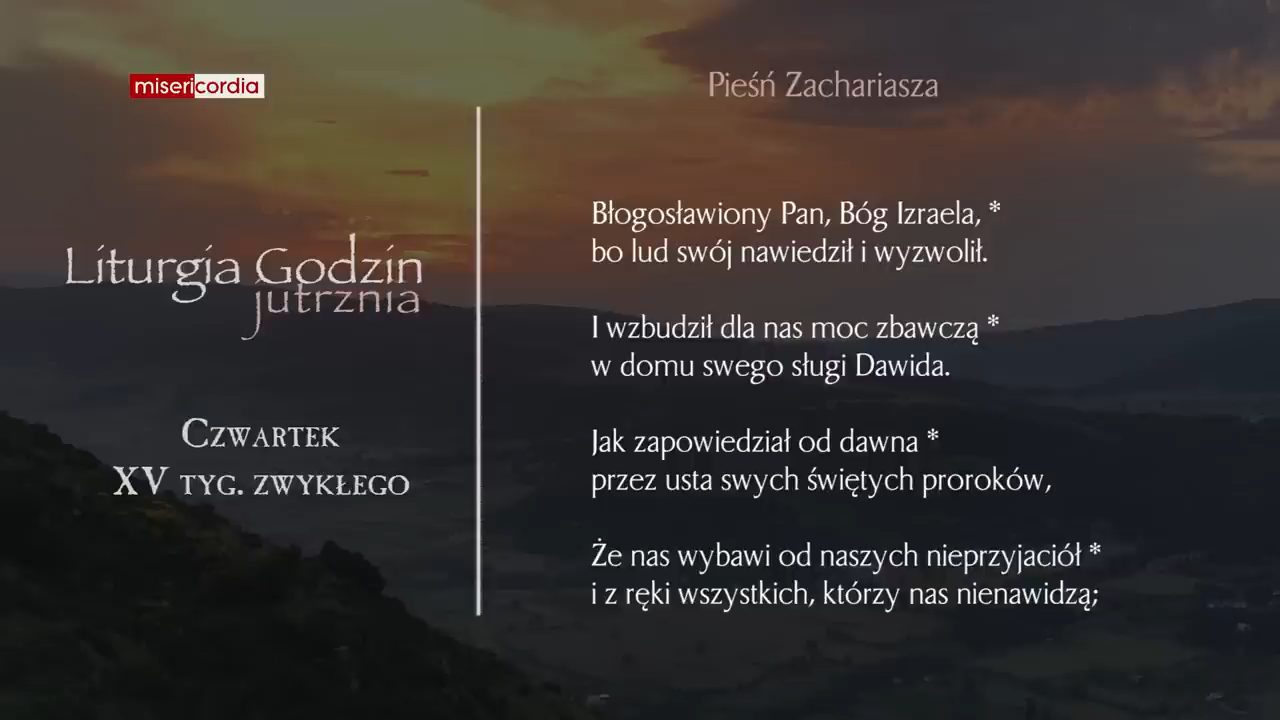 misericordia
Liturgia Godzin
jutrznia
Czwartek
XV tyg. zwykłego
Pieśń Zachariasza
Błogosławiony Pan, Bóg Izraela, *
bo lud swój nawiedził i wyzwolił.
I wzbudził dla nas moc zbawczą *
w domu swego sługi Dawida.
Jak zapowiedział od dawna *
przez usta swych świętych proroków,
Że nas wybawi od naszych nieprzyjaciół *
i z ręki wszystkich, którzy nas nienawidzą;